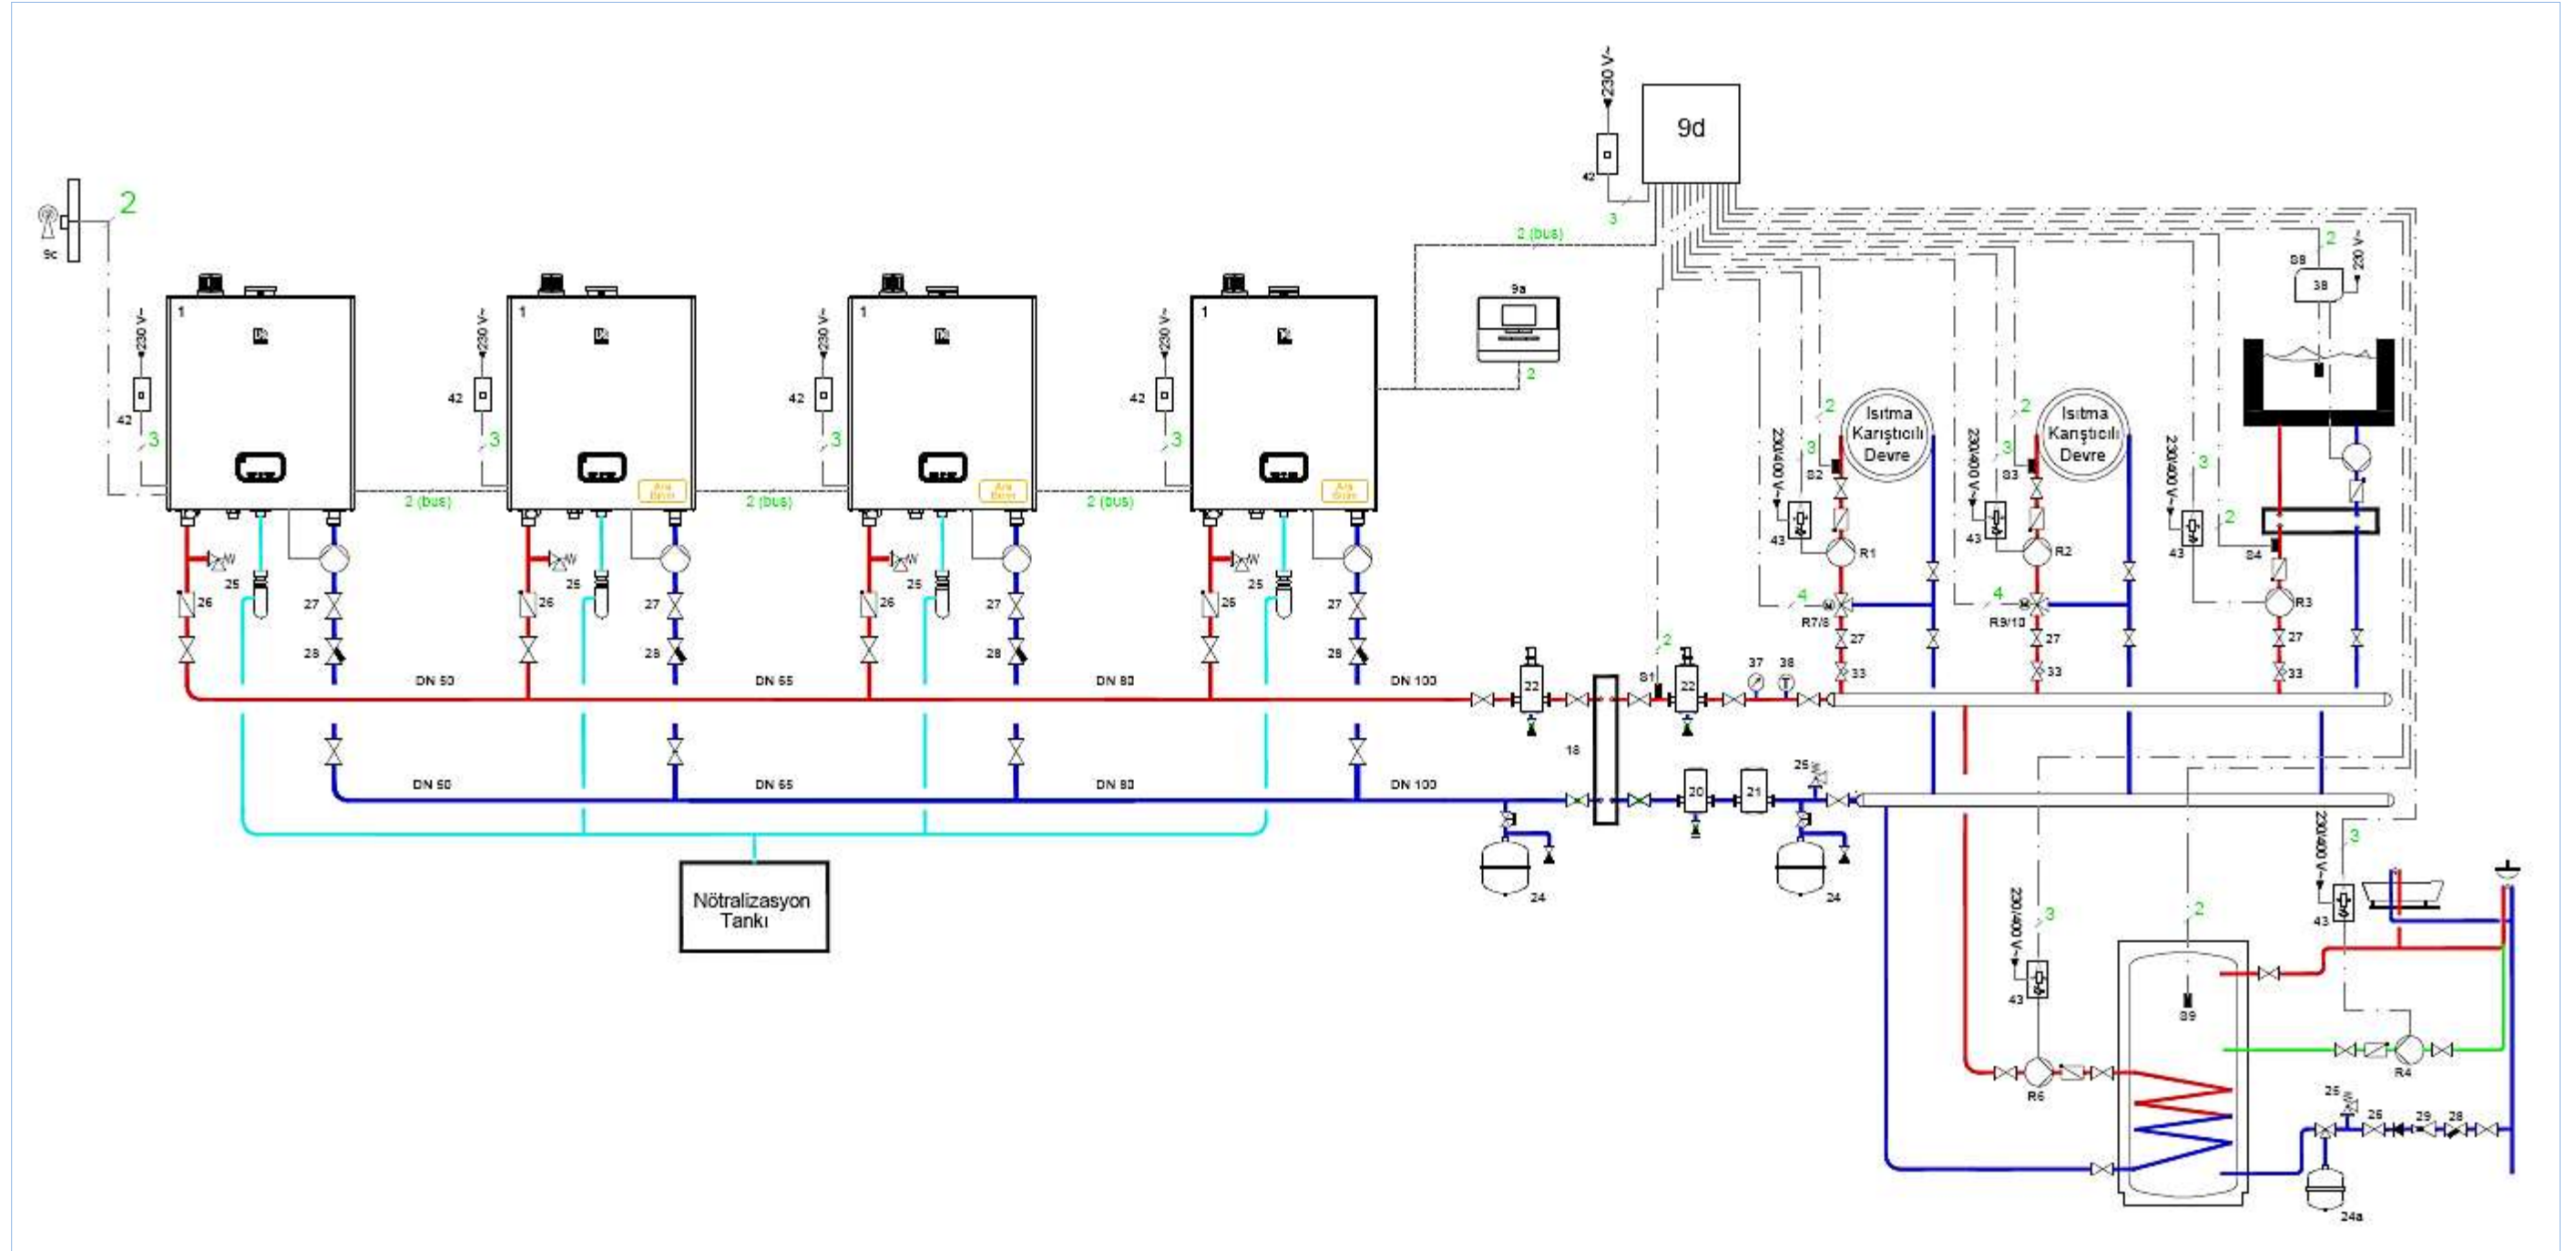 230 V~
9d
42
3
2
9c
2 (bus)
9a
2
2
230 V~
S8
38
1
1
1
1
230 V~
230 V~
230 V~
230 V~
42
42
42
42
3
3
3
3
Ara
Birim
Ara
Birim
Ara
Birim
2 (bus)
2 (bus)
2 (bus)
Isıtma
Karıştıcılı
Devre
Isıtma
Karıştıcılı
Devre
2
3
2
3
3
2
230/400 V~
230/400 V~
230/400 V~
S2
S3
S4
43
43
43
R1
R2
R3
4
4
R7/8
R9/10
25
26
27
28
25
26
27
28
25
26
27
28
25
26
27
28
27
33
27
33
27
33
DN 50
DN 65
DN 80
DN 100
22
S1
2
22
37
38
18
DN 50
DN 65
DN 80
DN 100
20
21
25
24
24
Nötralizasyon
Tankı
230/400 V~
3
43
230/400 V~
3
43
2
S9
R6
R4
25
26
29
28
24a